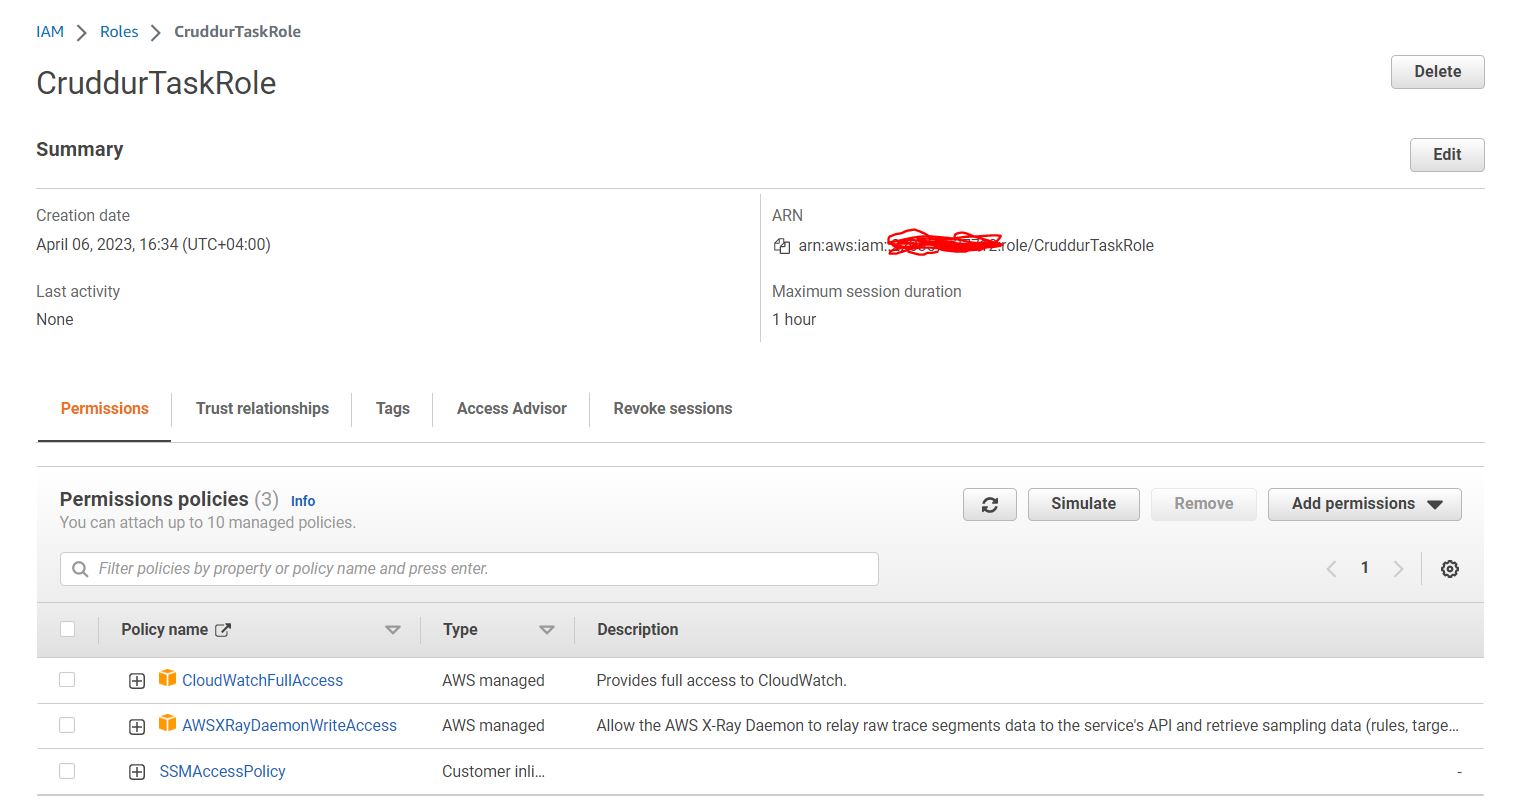 IAM > Roles > CruddurTaskRole
CruddurTaskRole
Delete
Summary
Edit
Creation date
April 06, 2023, 16:34 (UTC+04:00)
ARN
arn:aws:iam: :role/CruddurTaskRole
Last activity
None
Maximum session duration
1 hour
Permissions
Trust relationships
Tags
Access Advisor
Revoke sessions
Permissions policies (3) Info
You can attach up to 10 managed policies.
Simulate
Remove
Add permissions
Filter policies by property or policy name and press enter.
1
Policy name
Type
Description
CloudWatchFullAccess AWS managed Provides full access to CloudWatch.
AWSXRayDaemonWriteAccess AWS managed Allow the AWS X-Ray Daemon to relay raw trace segments data to the service's API and retrieve sampling data (rules, targe...
SSMAccessPolicy Customer inli... -